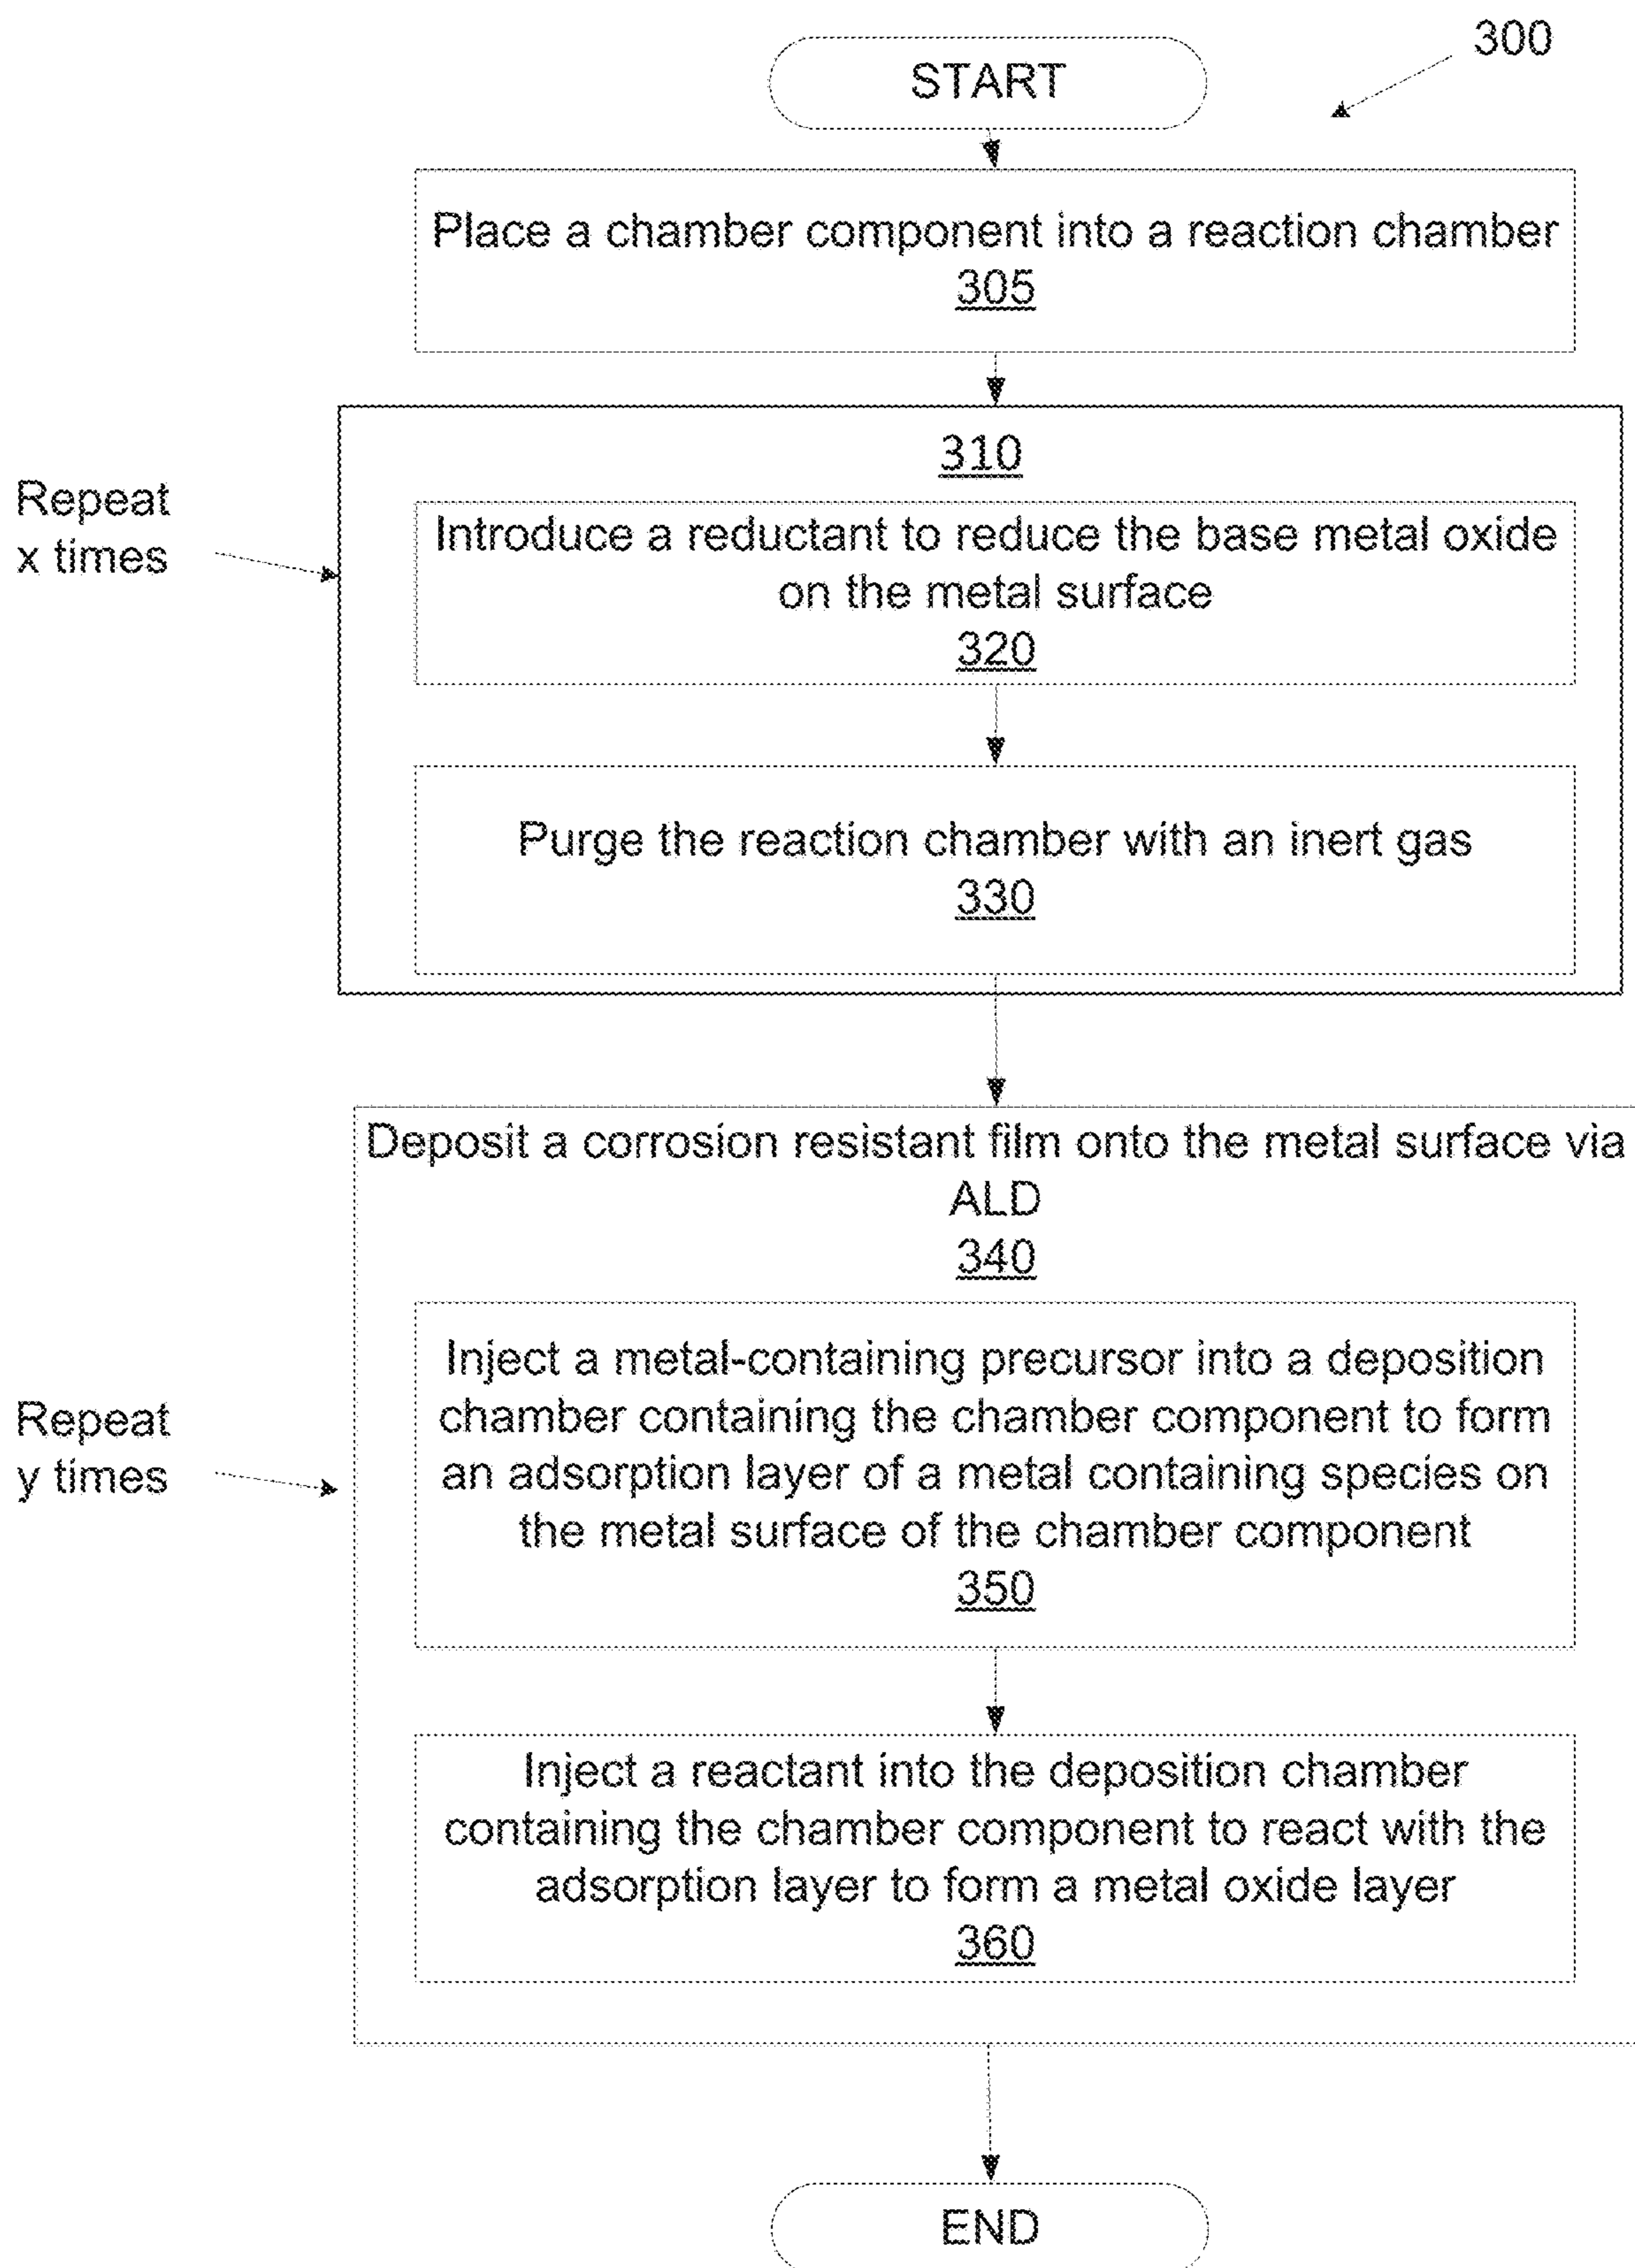 300
START
Place a chamber component into a reaction chamber
305
310
Repeat
x times
Introduce a reductant to reduce the base metal oxide
on the metal surface
320
Purge the reaction chamber with an inert gas
330
Deposit a corrosion resistant film onto the metal surface via
ALD
340
Repeat
y times
Inject a metal-containing precursor into a deposition
chamber containing the chamber component to form
an adsorption layer of a metal containing species on
the metal surface of the chamber component
350
Inject a reactant into the deposition chamber
containing the chamber component to react with the
adsorption layer to form a metal oxide layer
360
END